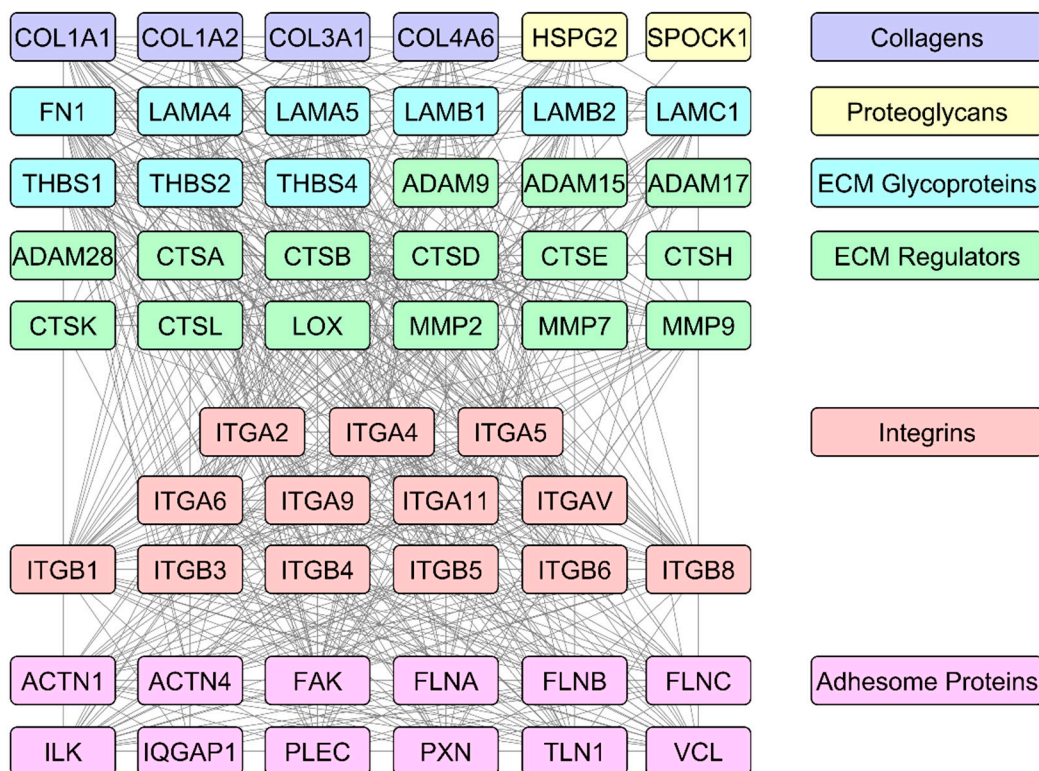 COL1A1 COL1A2 COL3A1 COL4A6 HSPG2 SPOCK1 Collagens
FN1 LAMA4 LAMA5 LAMB1 LAMB2 LAMC1 Proteoglycans
THBS1 THBS2 THBS4 ADAM9 ADAM15 ADAM17 ECM Glycoproteins
ADAM28 CTSA CTSB CTSD CTSE CTSH ECM Regulators
CTSK CTSL LOX MMP2 MMP7 MMP9
ITGA2 ITGA4 ITGA5 Integrins
ITGA6 ITGA9 ITGA11 ITGAV
ITGB1 ITGB3 ITGB4 ITGB5 ITGB6 ITGB8
ACTN1 ACTN4 FAK FLNA FLNB FLNC Adhesome Proteins
ILK IQGAP1 PLEC PXN TLN1 VCL